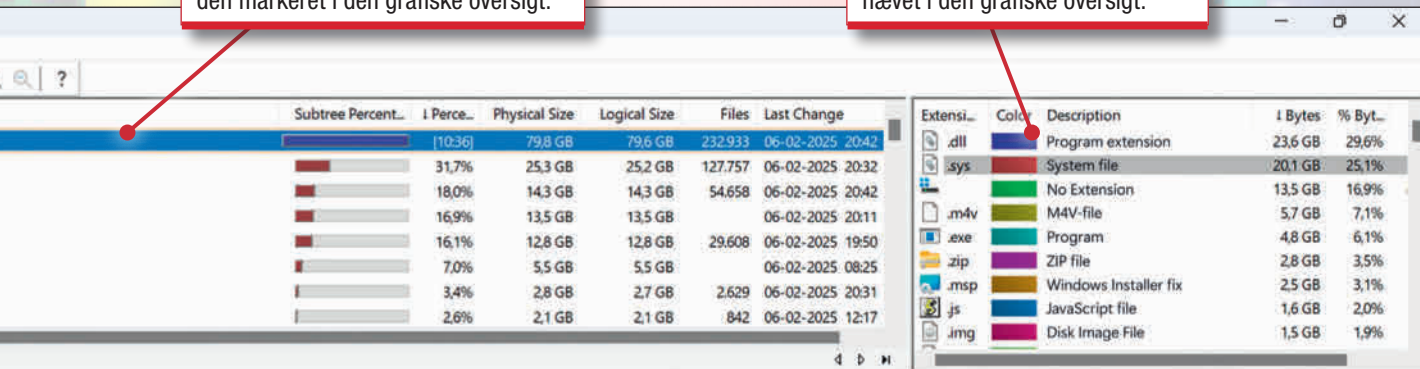 den markeret i den grafiske oversigt.
hævet i den grafiske oversigt.
?
Subtree Percent... ↓ Perce... Physical Size Logical Size Files Last Change
[10:36] 79,8 GB 79,6 GB 232.933 06-02-2025 20:42
31,7% 25,3 GB 25,2 GB 127.757 06-02-2025 20:32
18,0% 14,3 GB 14,3 GB 54.658 06-02-2025 20:42
16,9% 13,5 GB 13,5 GB 06-02-2025 20:11
16,1% 12,8 GB 12,8 GB 29.608 06-02-2025 19:50
7,0% 5,5 GB 5,5 GB 06-02-2025 08:25
3,4% 2,8 GB 2,7 GB 2.629 06-02-2025 20:31
2,6% 2,1 GB 2,1 GB 842 06-02-2025 12:17
Extensi... Color Description ↓ Bytes % Byt...
.dll Program extension 23,6 GB 29,6%
.sys System file 20,1 GB 25,1%
No Extension 13,5 GB 16,9%
.m4v M4V-file 5,7 GB 7,1%
.exe Program 4,8 GB 6,1%
.zip ZIP file 2,8 GB 3,5%
.msp Windows Installer fix 2,5 GB 3,1%
.js JavaScript file 1,6 GB 2,0%
.img Disk Image File 1,5 GB 1,9%